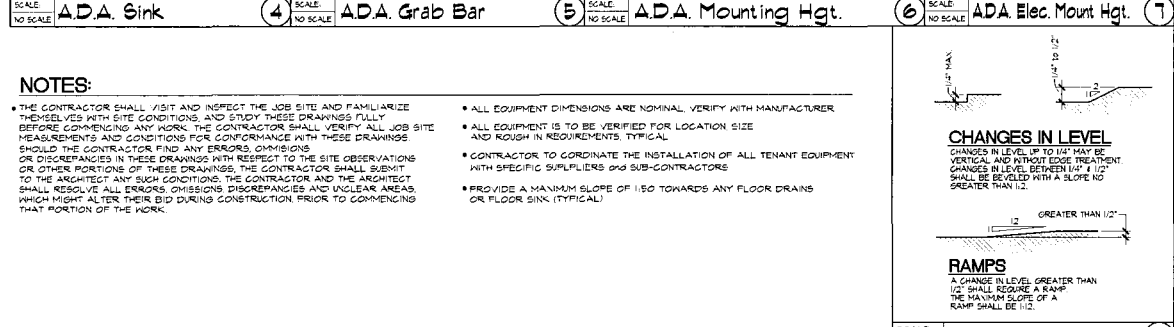 SCALE:
NO SCALE
A.D.A. Sink
4
SCALE:
NO SCALE
A.D.A. Grab Bar
5
SCALE:
NO SCALE
A.D.A. Mounting Hgt.
6
SCALE:
NO SCALE
A.D.A. Elec. Mount Hgt.
7
NOTES:
• THE CONTRACTOR SHALL VISIT AND INSPECT THE JOB SITE AND FAMILIARIZE
THEMSELVES WITH SITE CONDITIONS, AND STUDY THESE DRAWINGS FULLY
BEFORE COMMENCING ANY WORK. THE CONTRACTOR SHALL VERIFY ALL JOB SITE
MEASUREMENTS AND CONDITIONS FOR CONFORMANCE WITH THESE DRAWINGS.
SHOULD THE CONTRACTOR FIND ANY ERRORS, OMMISIONS
OR DISCREPANCIES IN THESE DRAWINGS WITH RESPECT TO THE SITE OBSERVATIONS
OR OTHER PORTIONS OF THESE DRAWINGS, THE CONTRACTOR SHALL SUBMIT
TO THE ARCHITECT ANY SUCH CONDITIONS. THE CONTRACTOR AND THE ARCHITECT
SHALL RESOLVE ALL ERRORS, OMISSIONS, DISCREPANCIES AND UNCLEAR AREAS,
WHICH MIGHT ALTER THEIR BID DURING CONSTRUCTION, PRIOR TO COMMENCING
THAT PORTION OF THE WORK.
• ALL EQUIPMENT DIMENSIONS ARE NOMINAL, VERIFY WITH MANUFACTURER
• ALL EQUIPMENT IS TO BE VERIFIED FOR LOCATION SIZE
AND ROUGH IN REQUIREMENTS, TYPICAL
• CONTRACTOR TO CORDINATE THE INSTALLATION OF ALL TENANT EQUIPMENT
WITH SPECIFIC SUPLPLIERS and SUB-CONTRACTORS
• PROVIDE A MAXIMUM SLOPE OF 1:50 TOWARDS ANY FLOOR DRAINS
OR FLOOR SINK (TYPICAL)
1/4" MAX.
1/4" to 1/2"
2
1
CHANGES IN LEVEL
CHANGES IN LEVEL UP TO 1/4" MAY BE
VERTICAL AND WITHOUT EDGE TREATMENT.
CHANGES IN LEVEL BETWEEN 1/4" & 1/2"
SHALL BE BEVELED WITH A SLOPE NO
GREATER THAN 1:2.
GREATER THAN 1/2"
12
1
RAMPS
A CHANGE IN LEVEL GREATER THAN
1/2" SHALL REQUIRE A RAMP.
THE MAXIMUM SLOPE OF A
RAMP SHALL BE 1:12.
SCALE: